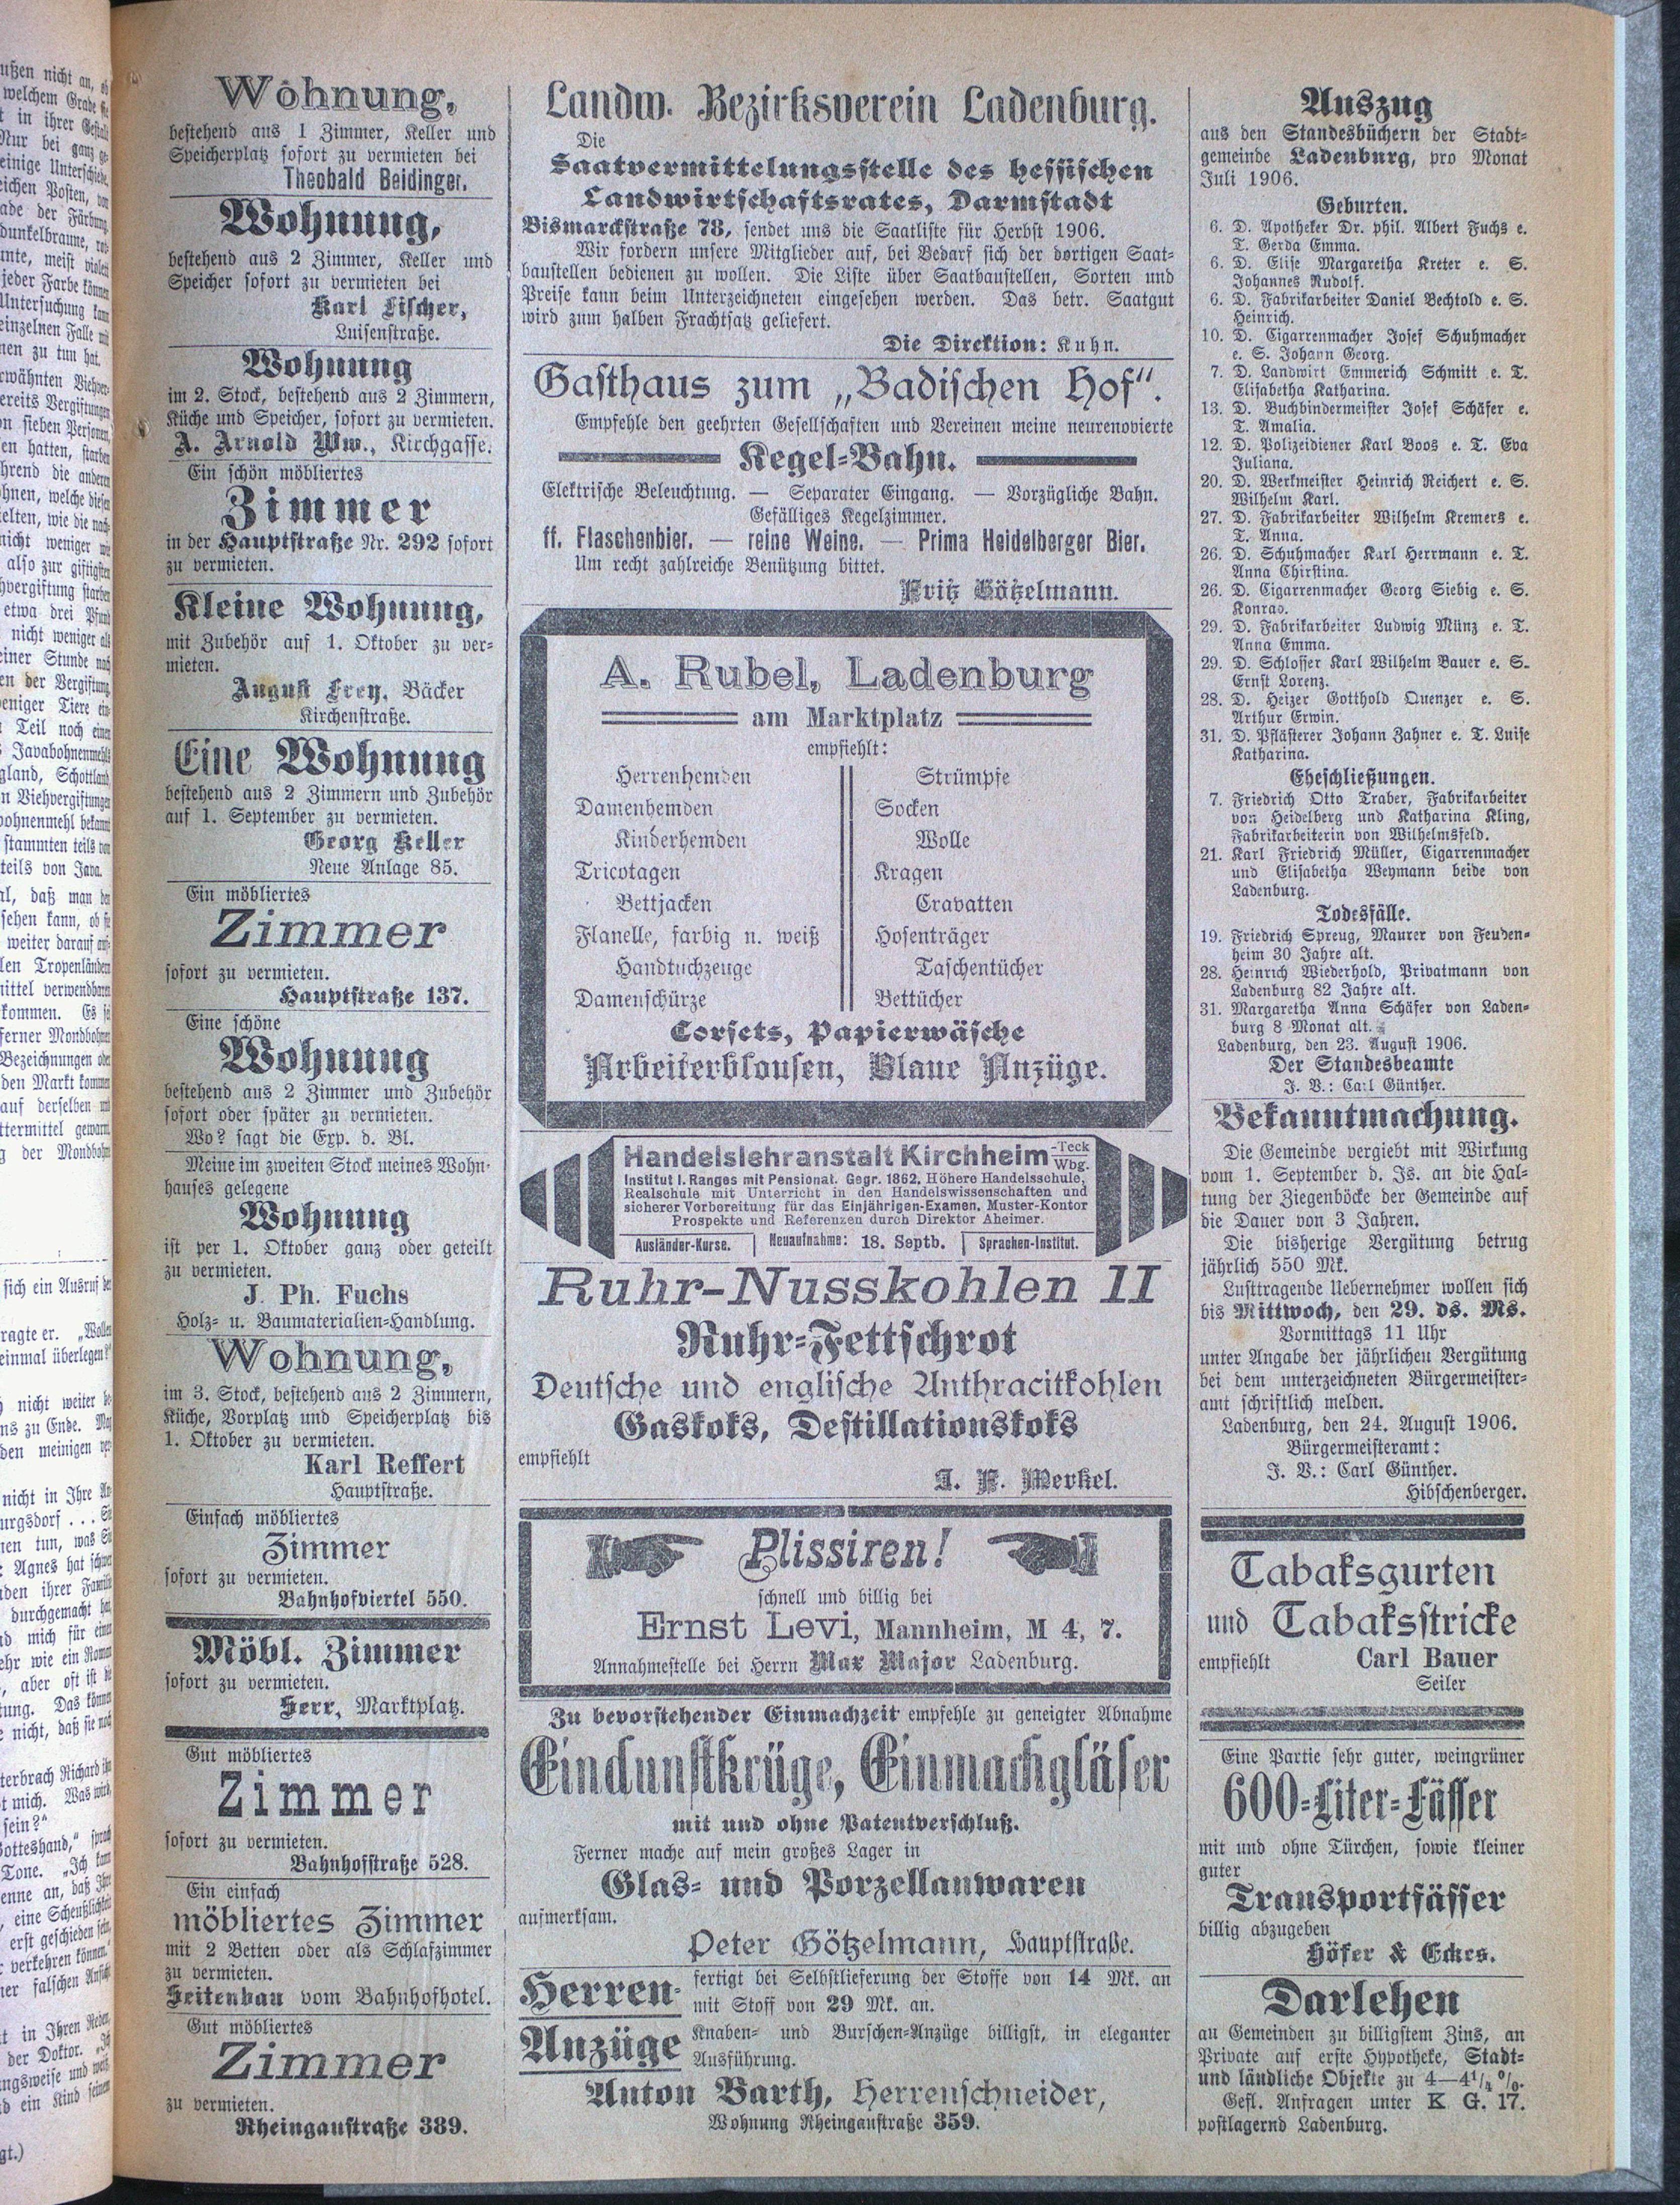 Wohnung,
bestehend aus 1 Zimmer, Keller und
Speicherplatz sofort zu vermieten bei
Theobald Beidinger.
Wohnung,
bestehend aus 2 Zimmer, Keller und
Speicher sofort zu vermieten bei
Karl Fischer,
Luisenstraße.
Wohnung
im 2. Stock, bestehend aus 2 Zimmern,
Küche und Speicher, sofort zu vermieten.
A. Arnold Ww., Kirchgasse.
Ein schön möbliertes
Zimmer
in der Hauptstraße Nr. 292 sofort
zu vermieten.
Kleine Wohnung,
mit Zubehör auf 1. Oktober zu ver-
mieten.
August Frey, Bäcker
Kirchenstraße.
Eine Wohnung
bestehend aus 2 Zimmern und Zubehör
auf 1. September zu vermieten.
Georg Keller
Neue Anlage 85.
Ein möbliertes
Zimmer
sofort zu vermieten.
Hauptstraße 137.
Eine schöne
Wohnung
bestehend aus 2 Zimmer und Zubehör
sofort oder später zu vermieten.
Wo? sagt die Exp. d. Bl.
Meine im zweiten Stock meines Wohn-
hauses gelegene
Wohnung
ist per 1. Oktober ganz oder geteilt
zu vermieten.
J. Ph. Fuchs
Holz- u. Baumaterialien-Handlung.
Wohnung,
im 3. Stock, bestehend aus 2 Zimmern,
Küche, Vorplatz und Speicherplatz bis
1. Oktober zu vermieten.
Karl Reffert
Hauptstraße.
Einfach möbliertes
Zimmer
sofort zu vermieten.
Bahnhofviertel 550.
Möbl. Zimmer
sofort zu vermieten.
Herr, Marktplatz.
Gut möbliertes
Zimmer
sofort zu vermieten.
Bahnhofstraße 528.
Ein einfach
möbliertes Zimmer
mit 2 Betten oder als Schlafzimmer
zu vermieten.
Seitenbau vom Bahnhofhotel.
Gut möbliertes
Zimmer
zu vermieten.
Rheingaustraße 389.
Landw. Bezirksverein Ladenburg.
Die
Saatvermittelungsstelle des hessischen
Landwirtschaftsrates, Darmstadt
Bismarckstraße 73, sendet uns die Saatliste für Herbst 1906.
Wir fordern unsere Mitglieder auf, bei Bedarf sich der dortigen Saat-
baustellen bedienen zu wollen. Die Liste über Saatbaustellen, Sorten und
Preise kann beim Unterzeichneten eingesehen werden. Das betr. Saatgut
wird zum halben Frachtsatz geliefert.
Die Direktion: Kuhn.
Gasthaus zum „Badischen Hof“.
Empfehle den geehrten Gesellschaften und Vereinen meine neurenovierte
Kegel-Bahn.
Elektrische Beleuchtung. — Separater Eingang. — Vorzügliche Bahn.
Gefälliges Kegelzimmer.
ff. Flaschenbier. — reine Weine. — Prima Heidelberger Bier.
Um recht zahlreiche Benützung bittet.
Fritz Götzelmann.
A. Rubel, Ladenburg
am Marktplatz
empfiehlt:
Herrenhemden
Damenhemden
Kinderhemden
Tricotagen
Bettjacken
Flanelle, farbig n. weiß
Handtuchzeuge
Damenschürze
Strümpfe
Socken
Wolle
Kragen
Cravatten
Hosenträger
Taschentücher
Bettücher
Corsets, Papierwäsche
Arbeiterblousen, Blaue Anzüge.
Handelslehranstalt Kirchheim-Teck Wbg.
Institut I. Ranges mit Pensionat. Gegr. 1862. Höhere Handelsschule,
Realschule mit Unterricht in den Handelswissenschaften und
sicherer Vorbereitung für das Einjährigen-Examen. Muster-Kontor
Prospekte und Referenzen durch Direktor Aheimer.
Ausländer-Kurse. | Neuaufnahme: 18. Septb. | Sprachen-Institut.
Ruhr-Nusskohlen II
Ruhr-Fettschrot
Deutsche und englische Anthracitkohlen
Gaskoks, Destillationskoks
empfiehlt
J. F. Merkel.
Plissiren!
schnell und billig bei
Ernst Levi, Mannheim, M 4, 7.
Annahmestelle bei Herrn Max Major Ladenburg.
Zu bevorstehender Einmachzeit empfehle zu geneigter Abnahme
Eindunstkrüge, Einmachgläser
mit und ohne Patentverschluß.
Ferner mache auf mein großes Lager in
Glas- und Porzellanwaren
aufmerksam.
Peter Götzelmann, Hauptstraße.
Herren-
Anzüge
fertigt bei Selbstlieferung der Stoffe von 14 Mk. an
mit Stoff von 29 Mk. an.
Knaben- und Burschen-Anzüge billigst, in eleganter
Ausführung.
Anton Barth, Herrenschneider,
Wohnung Rheingaustraße 359.
Auszug
aus den Standesbüchern der Stadt-
gemeinde Ladenburg, pro Monat
Juli 1906.
Geburten.
6. D. Apotheker Dr. phil. Albert Fuchs e.
T. Gerda Emma.
6. D. Elise Margaretha Kreter e. S.
Johannes Rudolf.
6. D. Fabrikarbeiter Daniel Bechtold e. S.
Heinrich.
10. D. Cigarrenmacher Josef Schuhmacher
e. S. Johann Georg.
7. D. Landwirt Emmerich Schmitt e. T.
Elisabetha Katharina.
13. D. Buchbindermeister Josef Schäfer e.
T. Amalia.
12. D. Polizeidiener Karl Boos e. T. Eva
Juliana.
20. D. Werkmeister Heinrich Reichert e. S.
Wilhelm Karl.
27. D. Fabrikarbeiter Wilhelm Kremers e.
T. Anna.
26. D. Schuhmacher Karl Herrmann e. T.
Anna Chirstina.
26. D. Cigarrenmacher Georg Siebig e. S.
Konrad.
29. D. Fabrikarbeiter Ludwig Münz e. T.
Anna Emma.
29. D. Schlosser Karl Wilhelm Bauer e. S.
Ernst Lorenz.
28. D. Heizer Gotthold Quenzer e. S.
Arthur Erwin.
31. D. Pflästerer Johann Zahner e. T. Luise
Katharina.
Eheschließungen.
7. Friedrich Otto Traber, Fabrikarbeiter
von Heidelberg und Katharina Kling,
Fabrikarbeiterin von Wilhelmsfeld.
21. Karl Friedrich Müller, Cigarrenmacher
und Elisabetha Weymann beide von
Ladenburg.
Todesfälle.
19. Friedrich Spreug, Maurer von Feuden-
heim 30 Jahre alt.
28. Heinrich Wiederhold, Privatmann von
Ladenburg 82 Jahre alt.
31. Margaretha Anna Schäfer von Laden-
burg 8 Monat alt.
Ladenburg, den 23. August 1906.
Der Standesbeamte
J. V.: Carl Günther.
Bekanntmachung.
Die Gemeinde vergiebt mit Wirkung
vom 1. September d. Js. an die Hal-
tung der Ziegenböcke der Gemeinde auf
die Dauer von 3 Jahren.
Die bisherige Vergütung betrug
jährlich 550 Mk.
Lusttragende Uebernehmer wollen sich
bis Mittwoch, den 29. ds. Ms.
Vormittags 11 Uhr
unter Angabe der jährlichen Vergütung
bei dem unterzeichneten Bürgermeister-
amt schriftlich melden.
Ladenburg, den 24. August 1906.
Bürgermeisteramt:
J. V.: Carl Günther.
Hibschenberger.
Tabaksgurten
und Tabaksstricke
empfiehlt Carl Bauer
Seiler
Eine Partie sehr guter, weingrüner
600-Liter-Fässer
mit und ohne Türchen, sowie kleiner
guter
Transportfässer
billig abzugeben
Höfer & Eckes.
Darlehen
an Gemeinden zu billigstem Zins, an
Private auf erste Hypotheke, Stadt-
und ländliche Objekte zu 4—4¹/₄ %.
Gefl. Anfragen unter K. G. 17.
postlagernd Ladenburg.